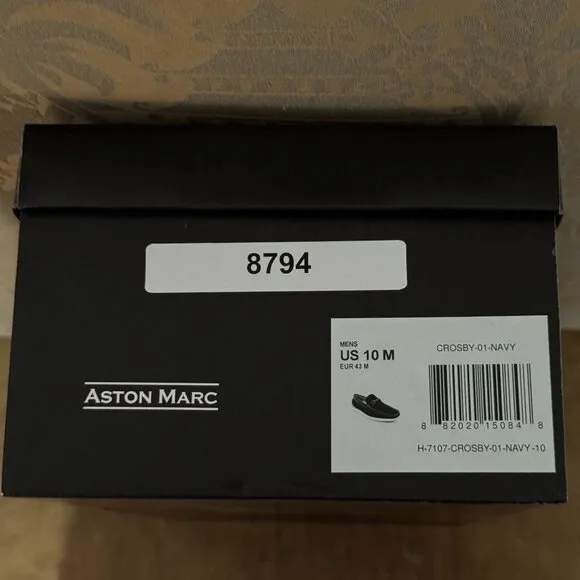 8794
MENS
US 10 M
EUR 43 M
CROSBY-01-NAVY
8 82020 15084 8
H-7107-CROSBY-01-NAVY -10
ASTON MARC